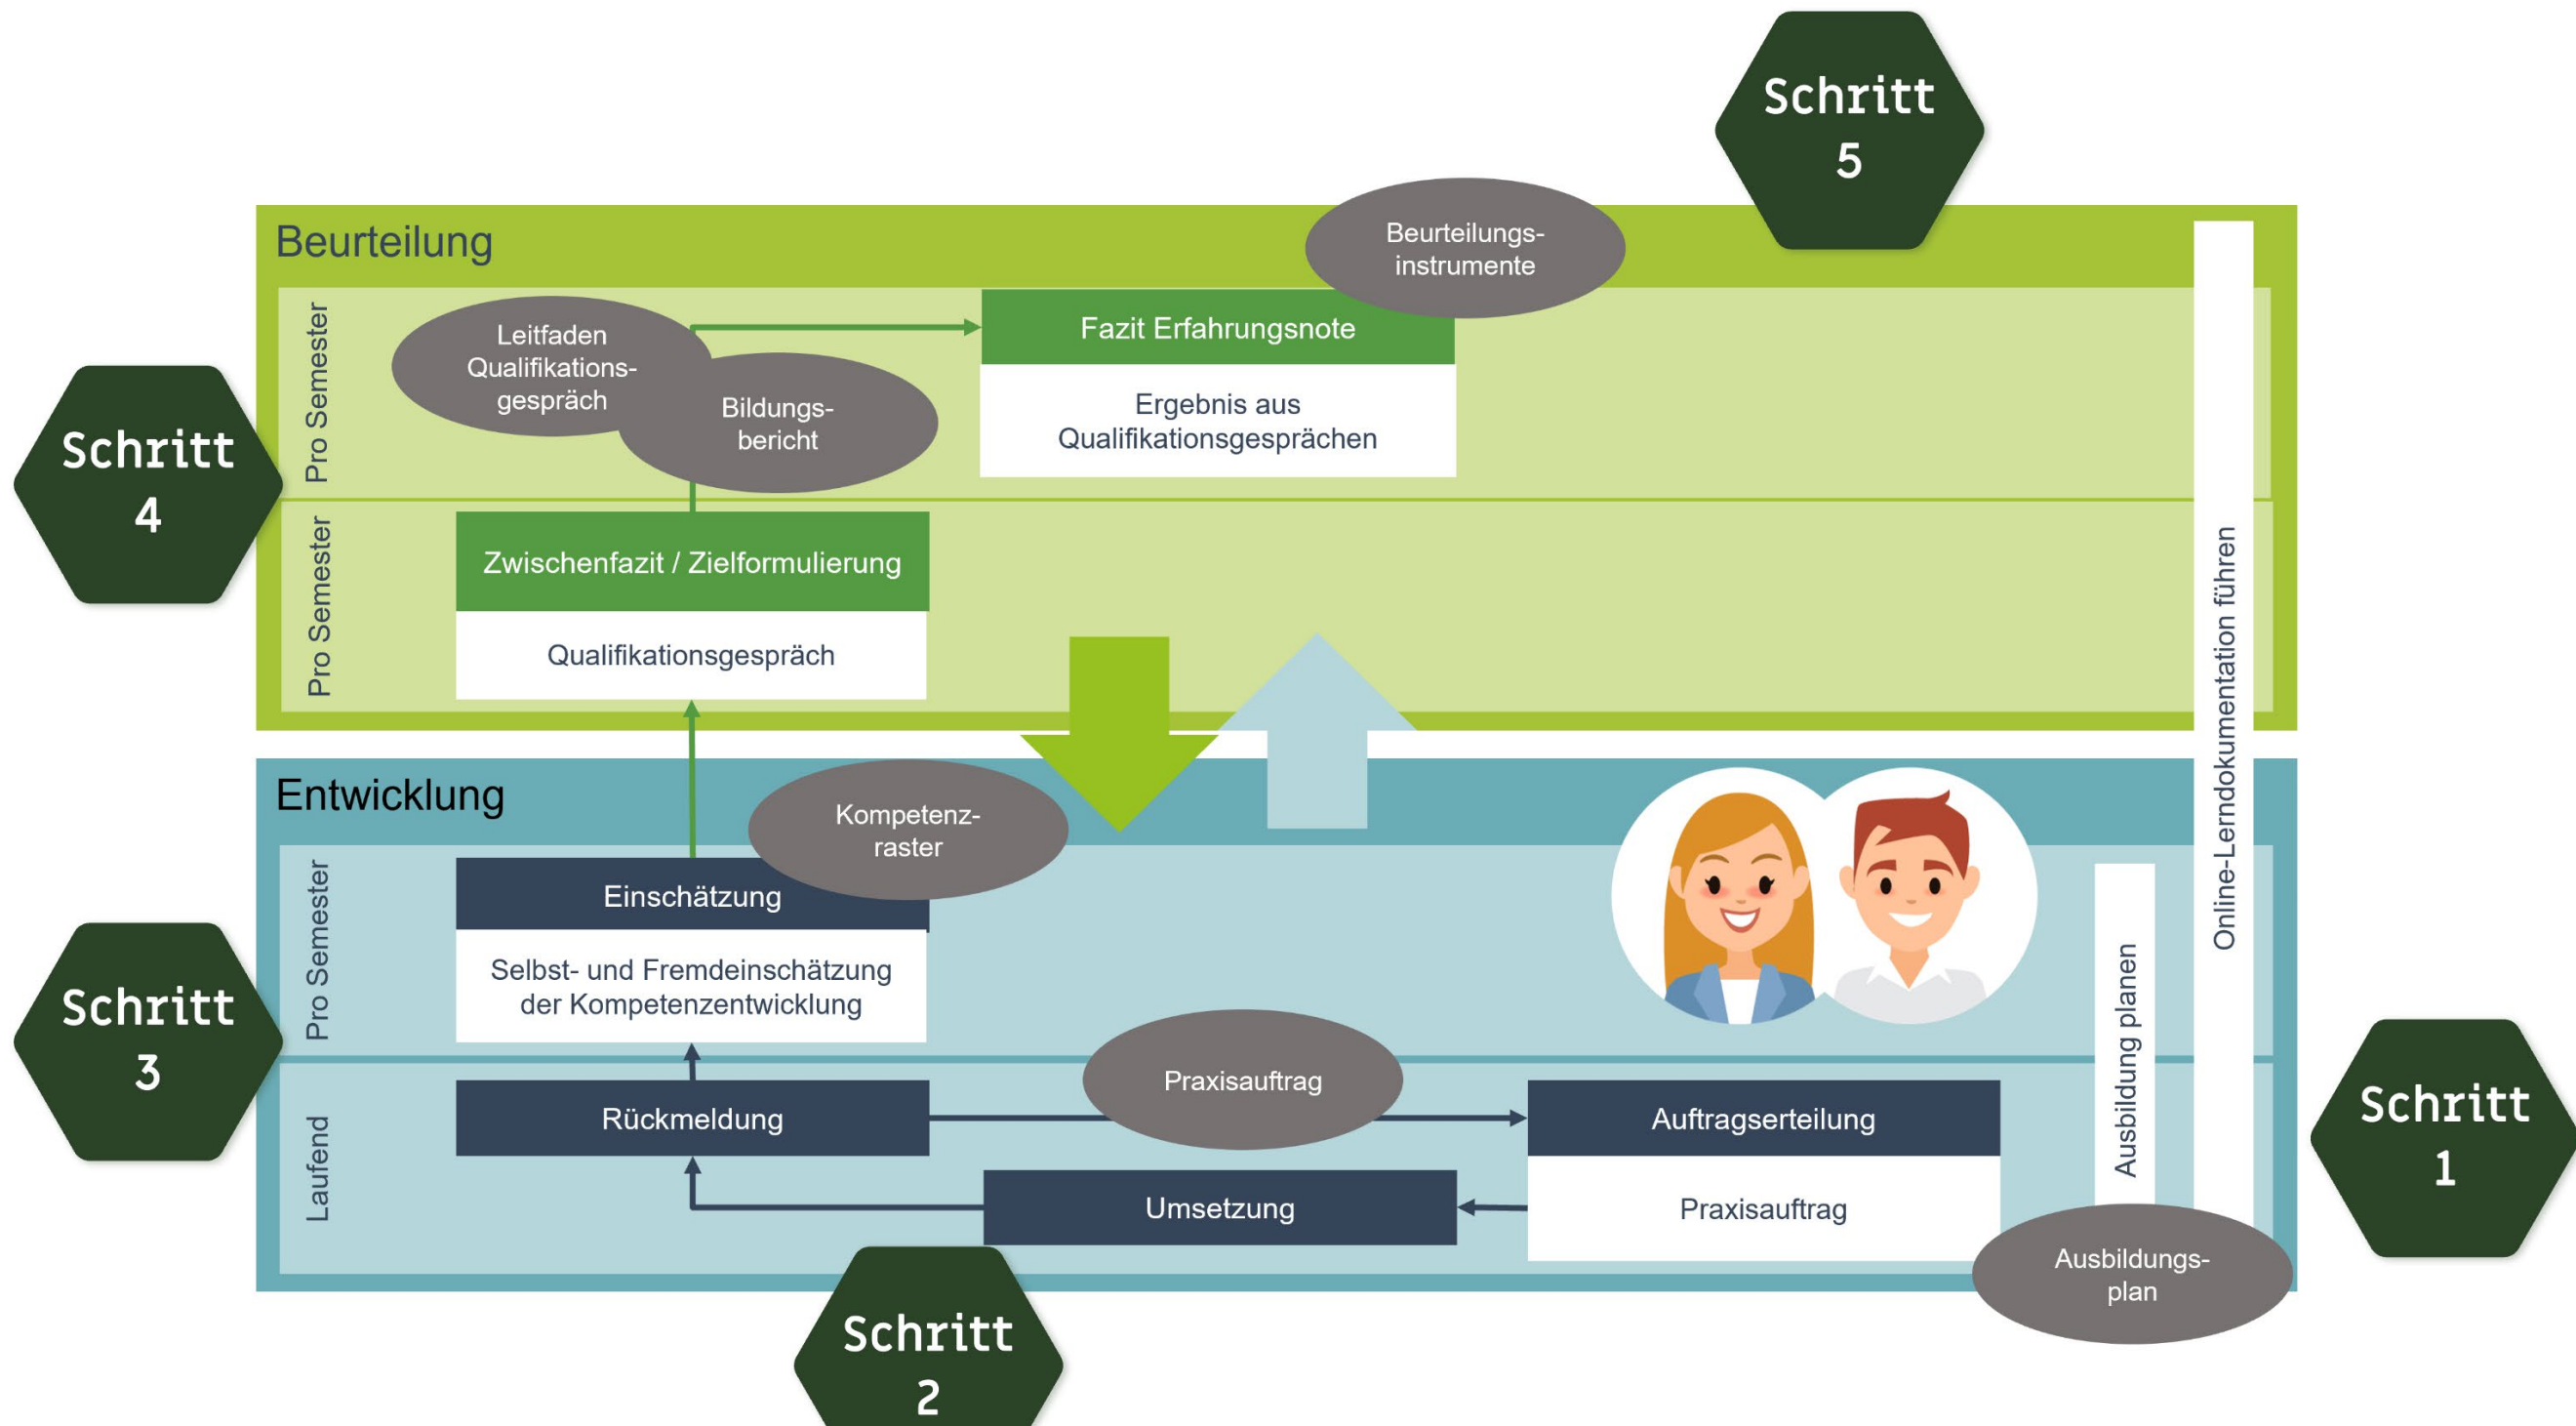 Schritt
5
Beurteilung
Beurteilungs-
instrumente
Pro Semester
Leitfaden
Qualifikations-
gespräch
Bildungs-
bericht
Fazit Erfahrungsnote
Ergebnis aus
Qualifikationsgesprächen
Schritt
4
Pro Semester
Zwischenfazit / Zielformulierung
Qualifikationsgespräch
Online-Lerndokumentation führen
Entwicklung
Kompetenz-
raster
Pro Semester
Einschätzung
Selbst- und Fremdeinschätzung
der Kompetenzentwicklung
Schritt
3
Ausbildung planen
Laufend
Rückmeldung
Praxisauftrag
Auftragserteilung
Praxisauftrag
Umsetzung
Schritt
1
Ausbildungs-
plan
Schritt
2